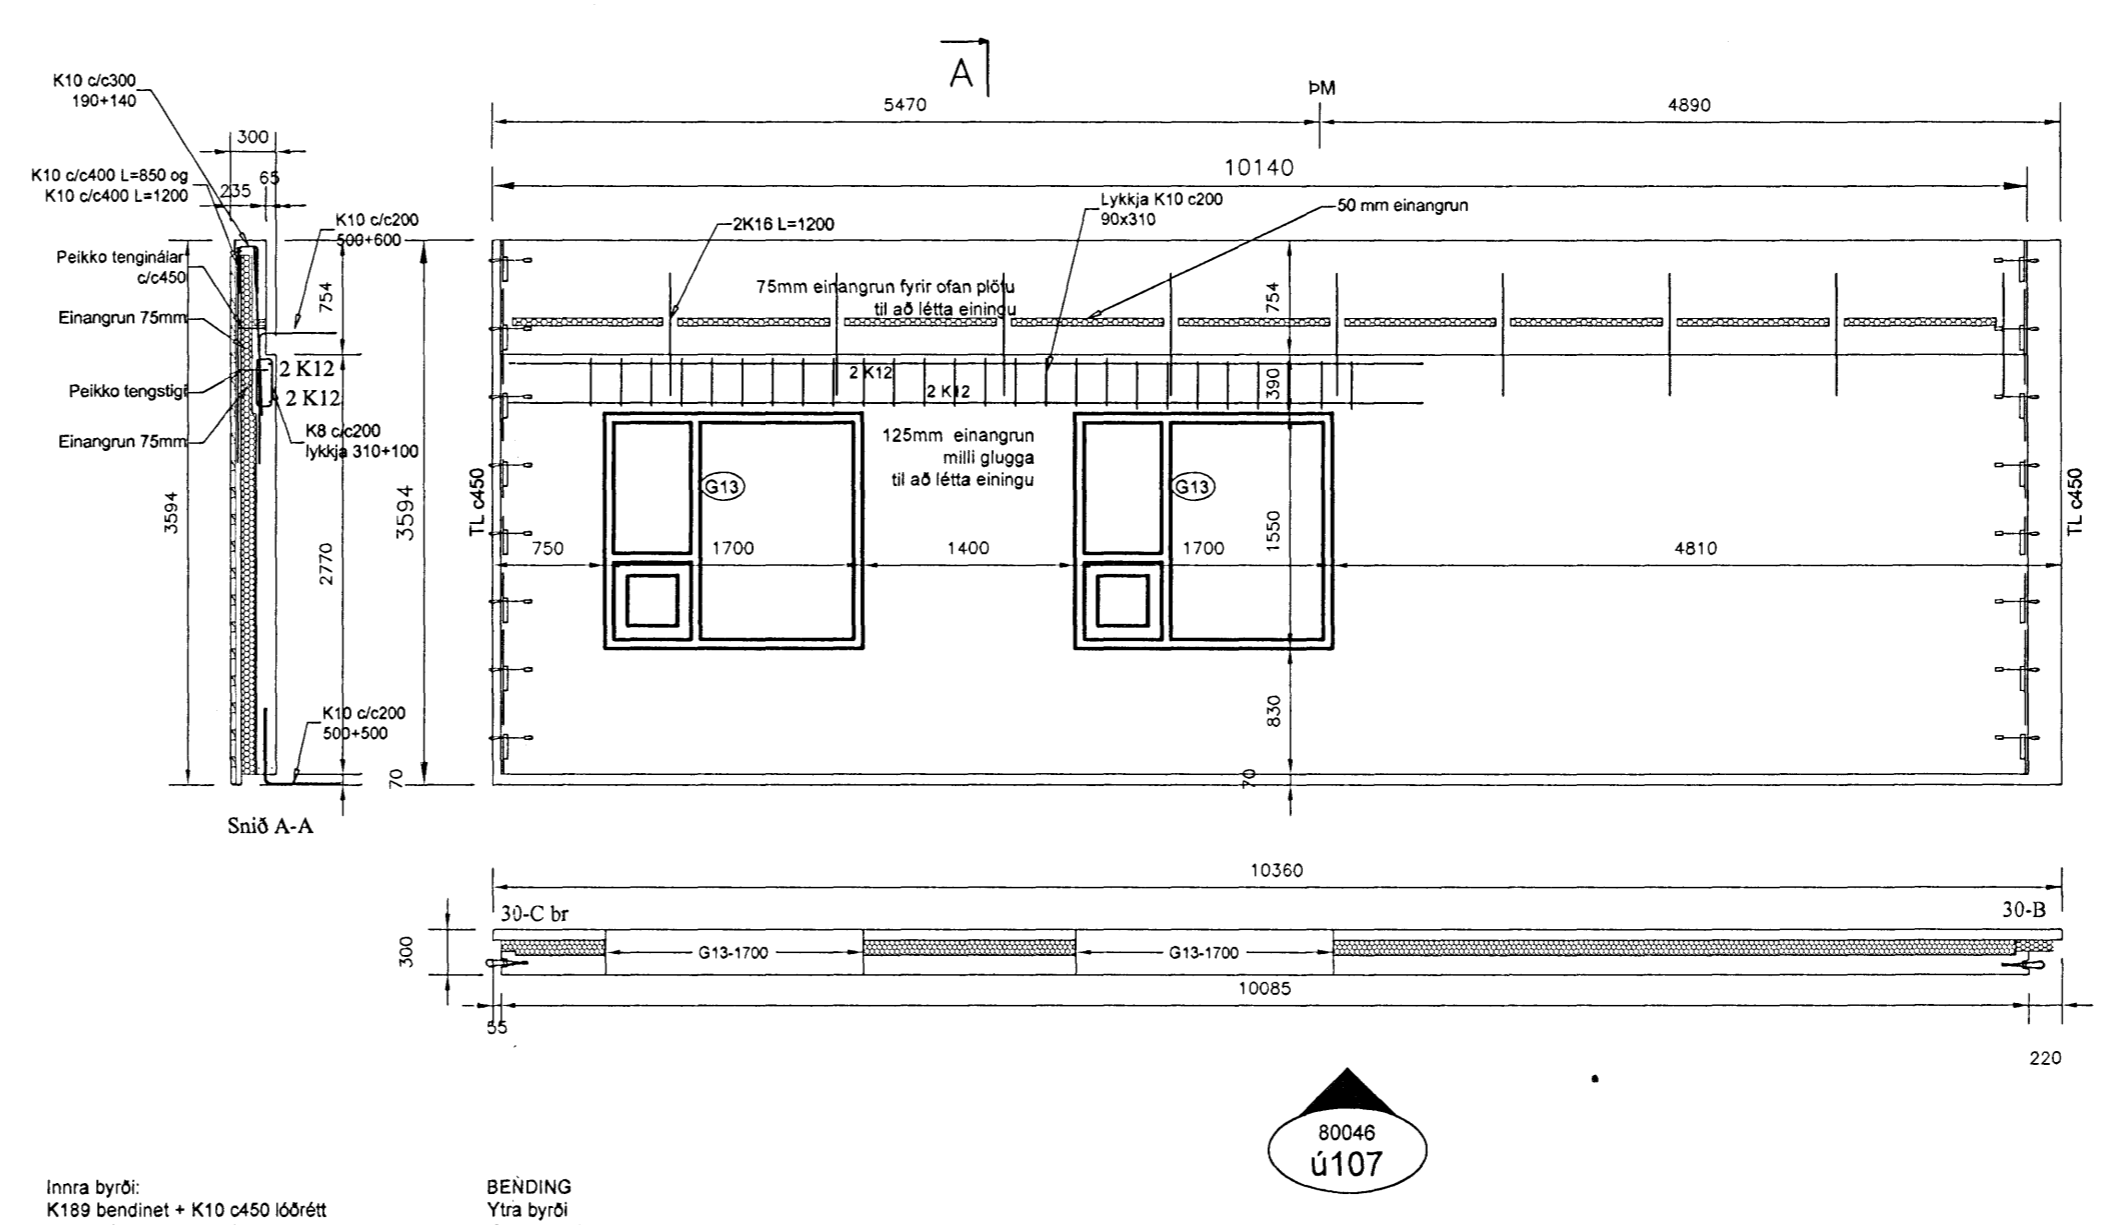 A
ÞM
5470
4890
10140
K10 c/c300
190+140
300
K10 c/c400 L=850 og
K10 c/c400 L=1200
235
65
K10 c/c200
500+600
Peikko tenginálar
c/c450
754
Einangrun 75mm
2 K12
Peikko tengstigi
2 K12
K8 c/c200
lykkja 310+100
Einangrun 75mm
3594
2770
K10 c/c200
500+500
70
Snið A-A
3594
TL c450
2K16 L=1200
Lykkja K10 c200
90x310
50 mm einangrun
75mm einangrun fyrir ofan plötu
til að létta einingu
754
2 K12
2 K12
390
125mm einangrun
milli glugga
til að létta einingu
G13
G13
750
1700
1400
1700
1550
4810
TL c450
830
70
10360
30-C br
30-B
300
G13-1700
G13-1700
10085
55
220
80046
ú107
Innra byrði:
K189 bendinet + K10 c450 lóðrétt
BENDING
Ytra byrði